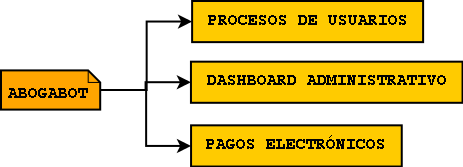 PROCESOS DE USUARIOS
DASHBOARD ADMINISTRATIVO
ABOGABOT
PAGOS ELECTRÓNICOS